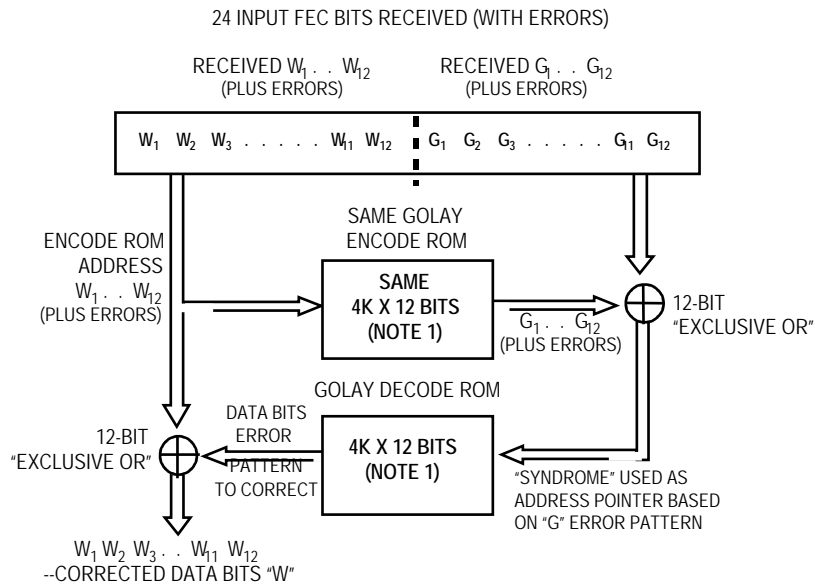 24 INPUT FEC BITS RECEIVED (WITH ERRORS)
RECEIVED W1 . . W12
(PLUS ERRORS)
RECEIVED G1 . . G12
(PLUS ERRORS)
W1 W2 W3 . . . . . W11 W12 G1 G2 G3 . . . . . G11 G12
SAME GOLAY
ENCODE ROM
ENCODE ROM
ADDRESS
W1 . . W12
(PLUS ERRORS)
SAME
4K X 12 BITS
(NOTE 1)
G1 . . G12
(PLUS ERRORS)
12-BIT
"EXCLUSIVE OR"
GOLAY DECODE ROM
DATA BITS
ERROR
PATTERN
TO CORRECT
4K X 12 BITS
(NOTE 1)
12-BIT
"EXCLUSIVE OR"
"SYNDROME" USED AS
ADDRESS POINTER BASED
ON "G" ERROR PATTERN
W1 W2 W3 . . W11 W12
--CORRECTED DATA BITS "W"